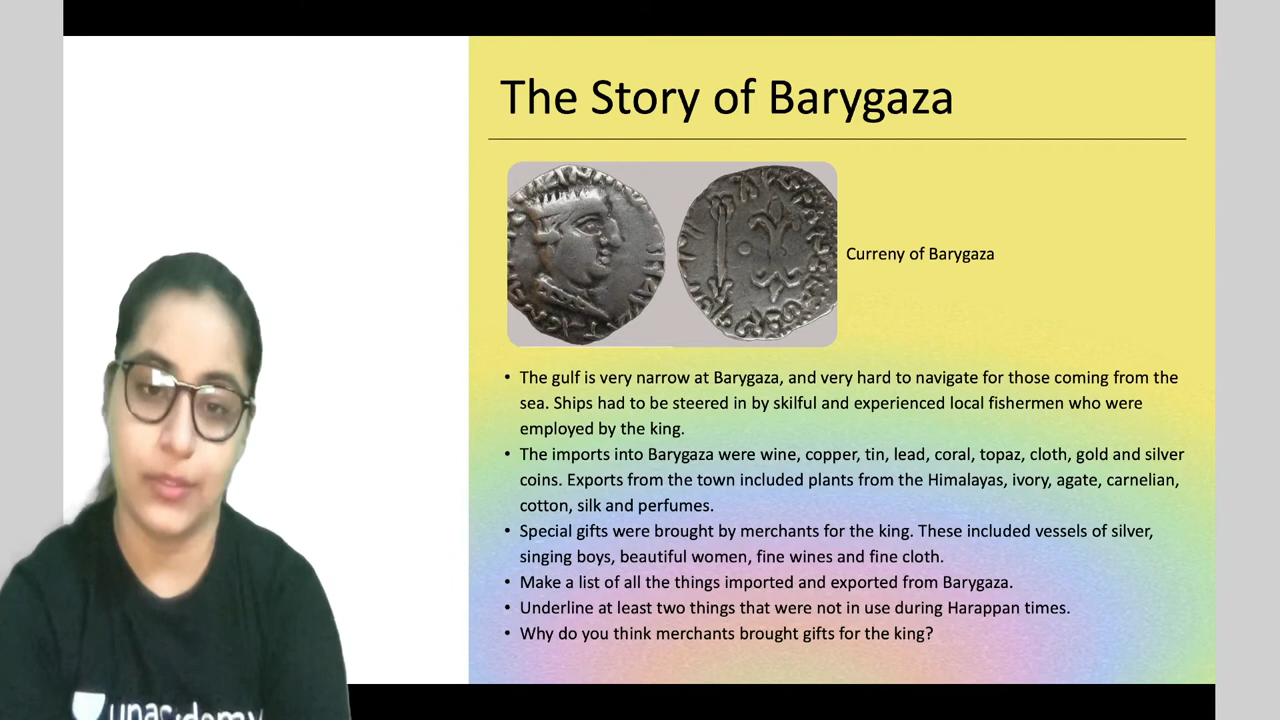 The Story of Barygaza
Curreny of Barygaza
• The gulf is very narrow at Barygaza, and very hard to navigate for those coming from the
sea. Ships had to be steered in by skilful and experienced local fishermen who were
employed by the king.
• The imports into Barygaza were wine, copper, tin, lead, coral, topaz, cloth, gold and silver
coins. Exports from the town included plants from the Himalayas, ivory, agate, carnelian,
cotton, silk and perfumes.
• Special gifts were brought by merchants for the king. These included vessels of silver,
singing boys, beautiful women, fine wines and fine cloth.
• Make a list of all the things imported and exported from Barygaza.
• Underline at least two things that were not in use during Harappan times.
• Why do you think merchants brought gifts for the king?
unacademy